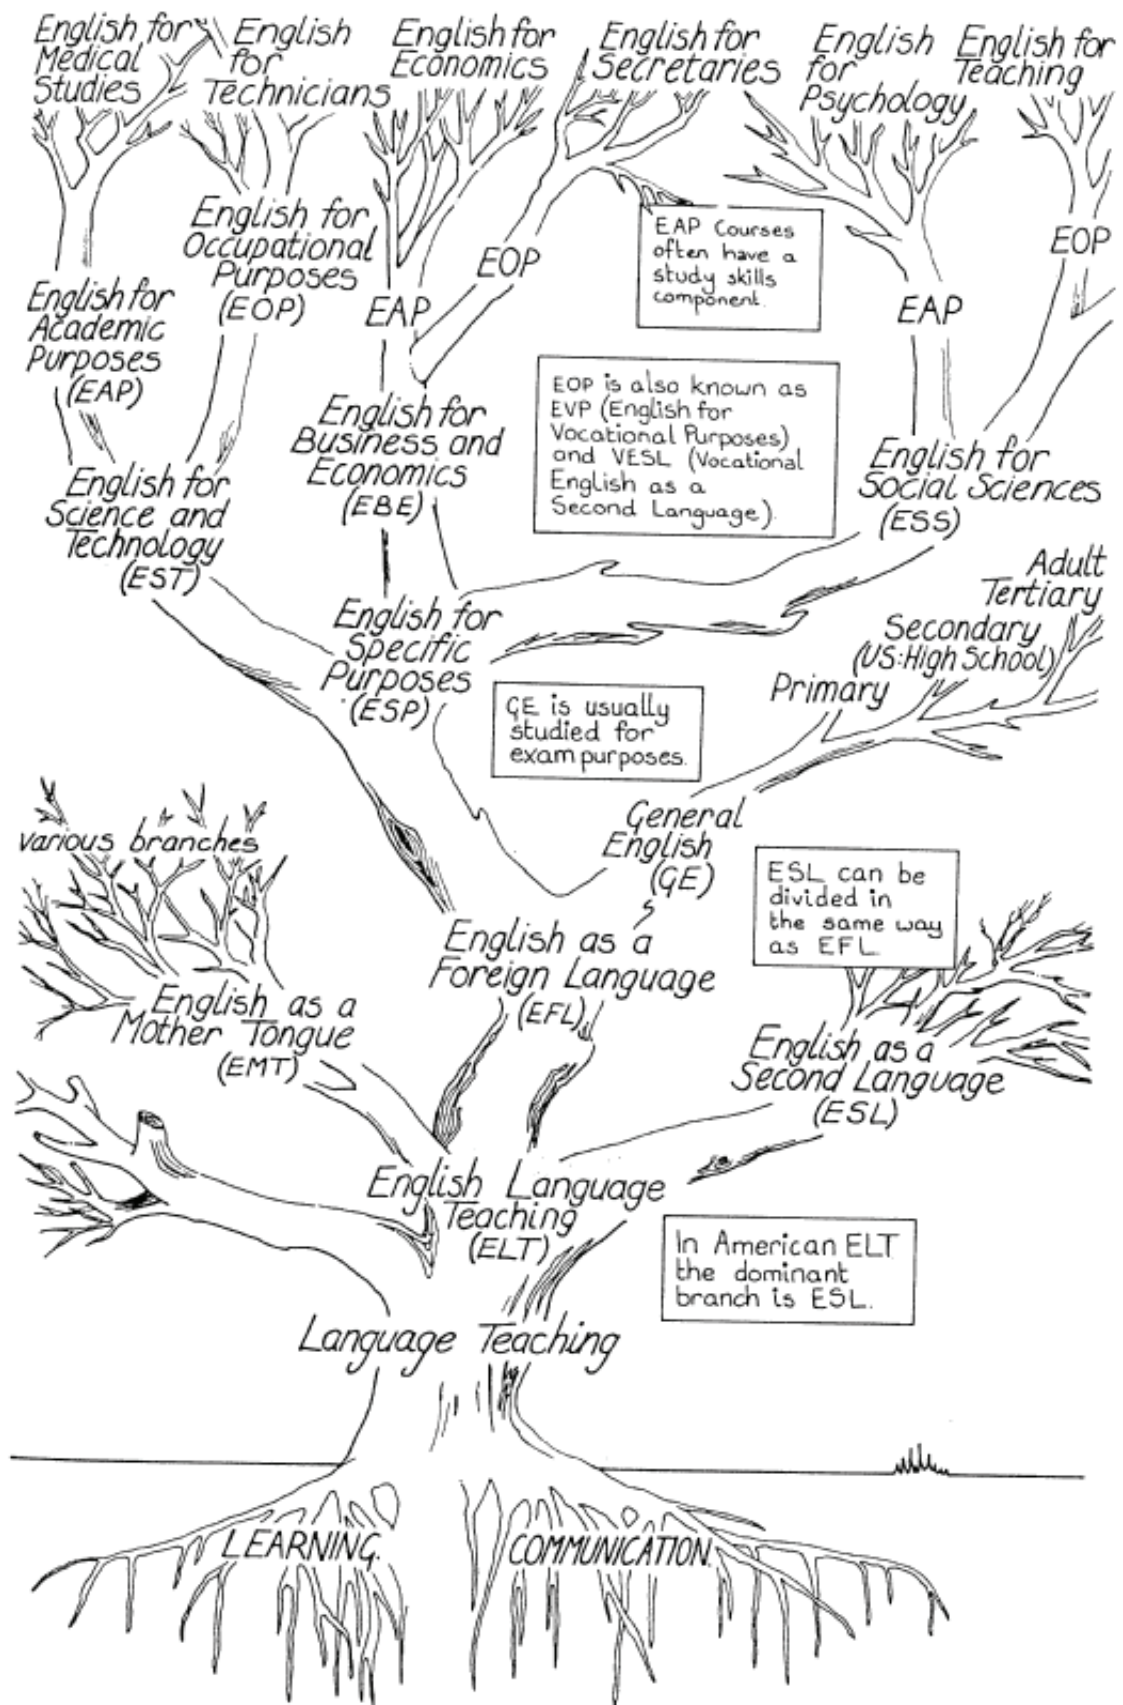 English for
Medical
Studies
English
for
Technicians
English for
Economics
English for
Secretaries
English
for
Psychology
English for
Teaching
English for
Occupational
Purposes
(EOP)
English for
Academic
Purposes
(EAP)
EAP
EOP
EAP Courses
often have a
study skills
component.
EAP
EOP
English for
Science and
Technology
(EST)
English for
Business and
Economics
(EBE)
EOP is also known as
EVP (English for
Vocational Purposes)
and VESL (Vocational
English as a
Second Language).
English for
Social Sciences
(ESS)
English for
Specific
Purposes
(ESP)
Adult
Tertiary
Secondary
(US:High School)
Primary
GE is usually
studied for
exam purposes.
General
English
(GE)
various branches
ESL can be
divided in
the same way
as EFL
English as a
Foreign Language
(EFL)
English as a
Mother Tongue
(EMT)
English as a
Second Language
(ESL)
English Language
Teaching
(ELT)
In American ELT
the dominant
branch is ESL.
Language Teaching
LEARNING.
COMMUNICATION.